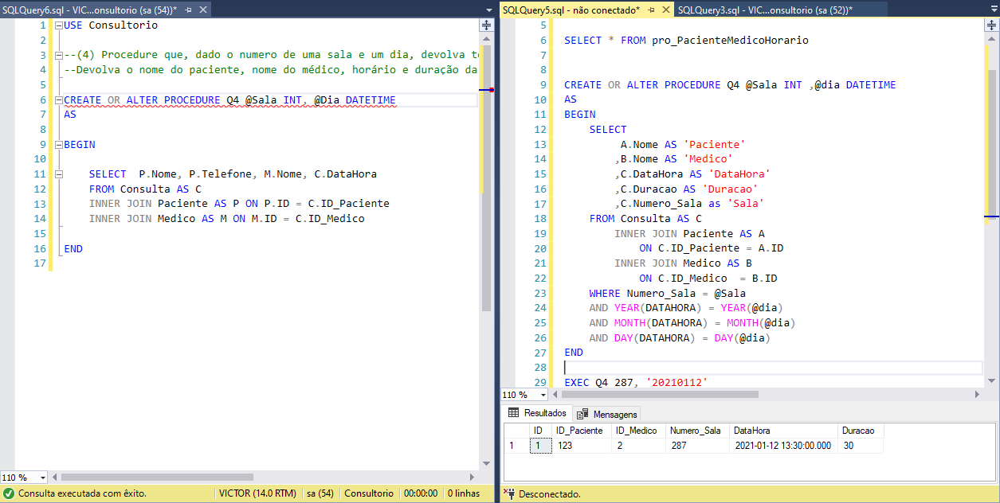 SQLQuery6.sql - VIC...onsultorio (sa (54))*
1 USE Consultorio
2
3 --(4) Procedure que, dado o numero de uma sala e um dia, devolva
4 --Devolva o nome do paciente, nome do médico, horário e duração da
5
6 CREATE OR ALTER PROCEDURE Q4 @Sala INT, @Dia DATETIME
7 AS
8
9 BEGIN
10
11 SELECT P.Nome, P.Telefone, M.Nome, C.DataHora
12 FROM Consulta AS C
13 INNER JOIN Paciente AS P ON P.ID = C.ID_Paciente
14 INNER JOIN Medico AS M ON M.ID = C.ID_Medico
15
16 END
17
110 %
Consulta executada com êxito.
VICTOR (14.0 RTM)
sa (54)
Consultorio
00:00:00
0 linhas
SQLQuery5.sql - não conectado*
SQLQuery3.sql - VIC...onsultorio (sa (52))*
5
6 SELECT * FROM pro_PacienteMedicoHorario
7
8
9 CREATE OR ALTER PROCEDURE Q4 @Sala INT ,@dia DATETIME
10 AS
11 BEGIN
12 SELECT
13 A.Nome AS 'Paciente'
14 ,B.Nome AS 'Medico'
15 ,C.DataHora AS 'DataHora'
16 ,C.Duracao AS 'Duracao'
17 ,C.Numero_Sala as 'Sala'
18 FROM Consulta AS C
19 INNER JOIN Paciente AS A
20 ON C.ID_Paciente = A.ID
21 INNER JOIN Medico AS B
22 ON C.ID_Medico = B.ID
23 WHERE Numero_Sala = @Sala
24 AND YEAR(DATAHORA) = YEAR(@dia)
25 AND MONTH(DATAHORA) = MONTH(@dia)
26 AND DAY(DATAHORA) = DAY(@dia)
27 END
28
29 EXEC Q4 287, '20210112'
110 %
Resultados
Mensagens
ID ID_Paciente ID_Medico Numero_Sala DataHora Duracao
1 1 123 2 287 2021-01-12 13:30:00.000 30
Desconectado.